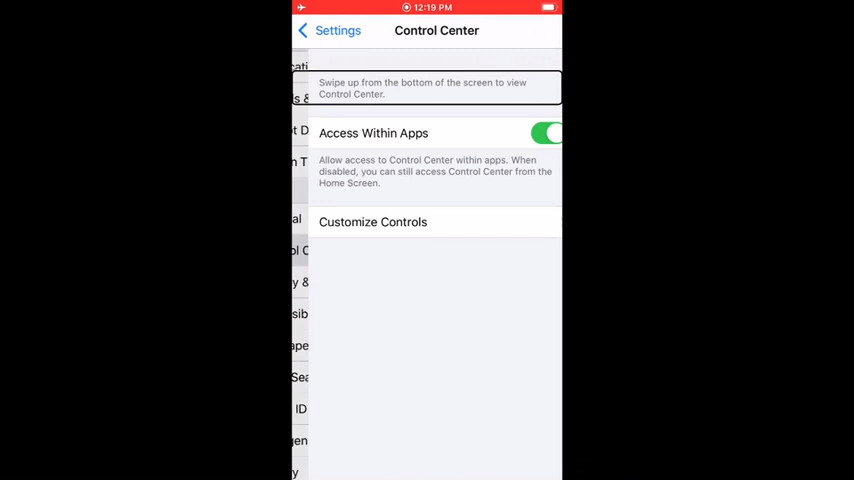 12:19 PM
Settings
Control Center
Swipe up from the bottom of the screen to view
Control Center.
Access Within Apps
Allow access to Control Center within apps. When
disabled, you can still access Control Center from the
Home Screen.
Customize Controls